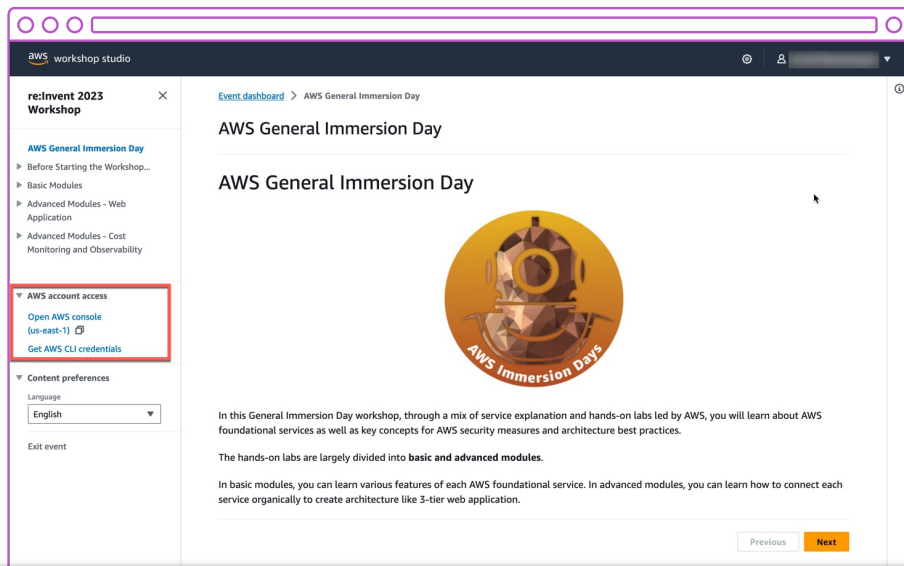 aws workshop studio
re:Invent 2023
Workshop
AWS General Immersion Day
Before Starting the Workshop...
Basic Modules
Advanced Modules - Web
Application
Advanced Modules - Cost
Monitoring and Observability
AWS account access
Open AWS console
(us-east-1)
Get AWS CLI credentials
Content preferences
Language
English
Exit event
Event dashboard > AWS General Immersion Day
AWS General Immersion Day
AWS General Immersion Day
AWS Immersion Days
In this General Immersion Day workshop, through a mix of service explanation and hands-on labs led by AWS, you will learn about AWS
foundational services as well as key concepts for AWS security measures and architecture best practices.
The hands-on labs are largely divided into basic and advanced modules.
In basic modules, you can learn various features of each AWS foundational service. In advanced modules, you can learn how to connect each
service organically to create architecture like 3-tier web application.
Previous
Next